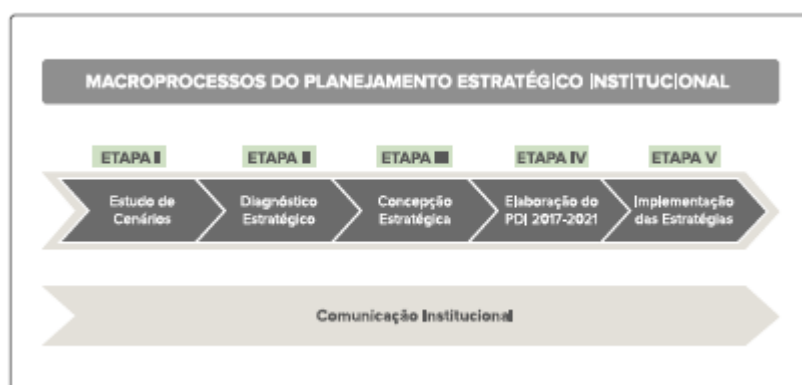 MACROPROCESSOS DO PLANEJAMENTO ESTRATÉGICO INSTITUCIONAL
ETAPA I
ETAPA II
ETAPA III
ETAPA IV
ETAPA V
Estudo de
Cenários
Diagnóstico
Estratégico
Concepção
Estratégica
Elaboração do
PDI 2017-2021
Implementação
das Estratégias
Comunicação Institucional